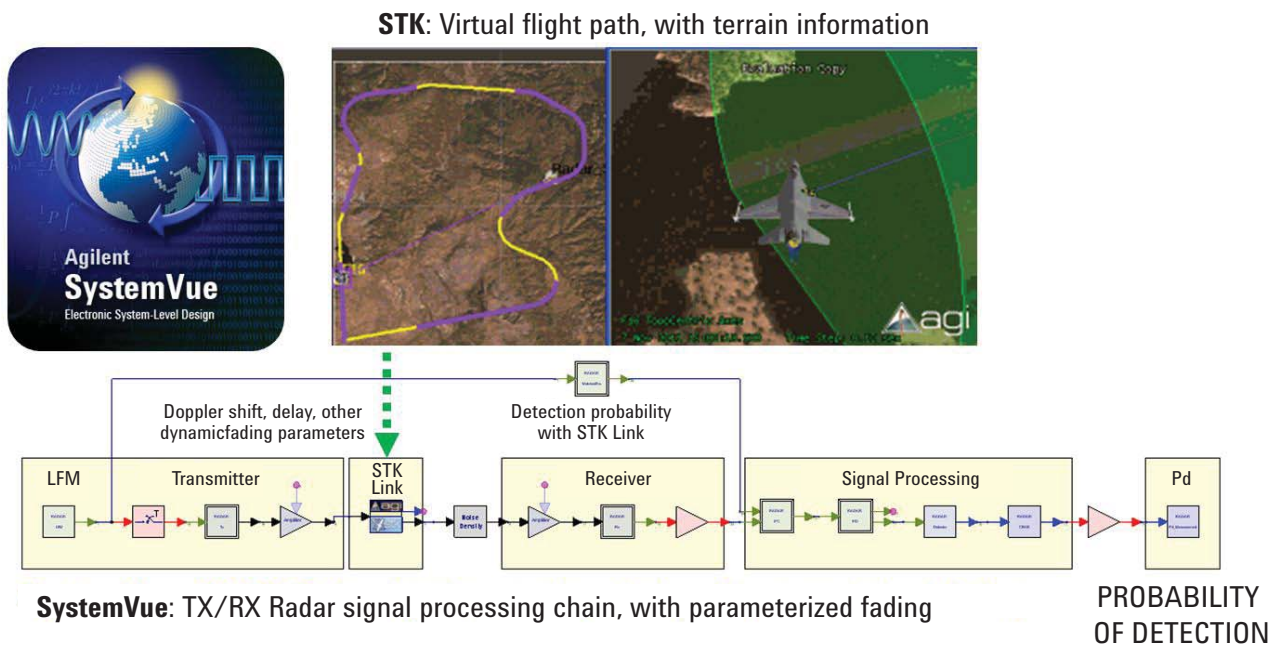 STK: Virtual flight path, with terrain information
Agilent
SystemVue
Electronic System-Level Design
Evaluation Copy
Radar
agi
Doppler shift, delay, other
dynamicfading parameters
Detection probability
with STK Link
LFM
Transmitter
STK
Link
Receiver
Signal Processing
Pd
Noise
Density
SystemVue: TX/RX Radar signal processing chain, with parameterized fading
PROBABILITY
OF DETECTION